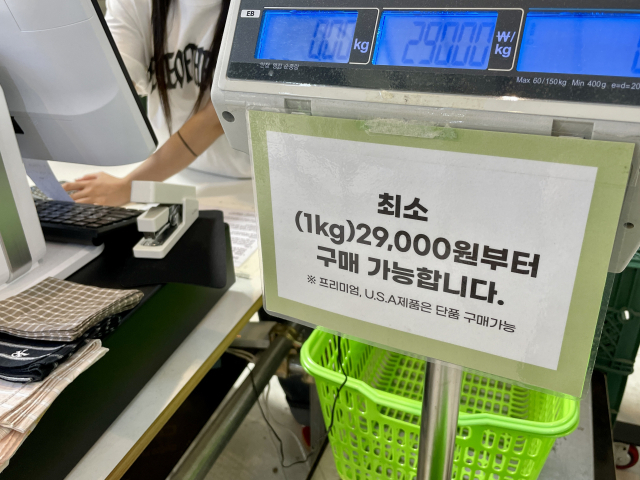 EB
0.00
kg
29000
₩/
kg
Max 60/150kg Min 400g e=d=20
최소
(1kg)29,000원부터
구매 가능합니다.
※ 프리미엄, U.S.A제품은 단품 구매가능